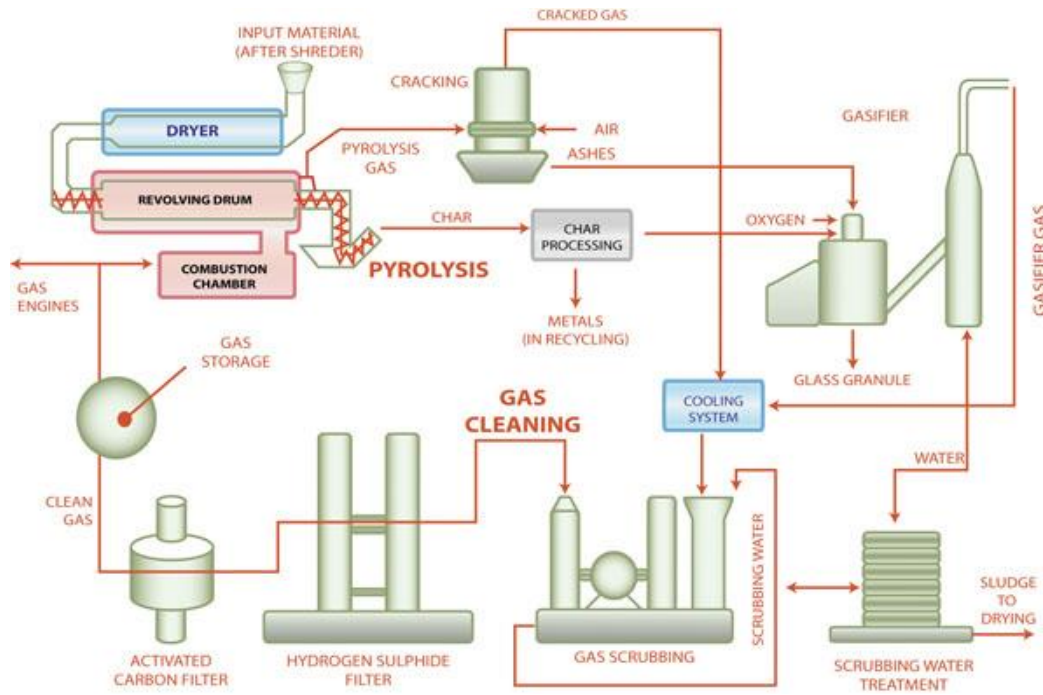 CRACKED GAS
INPUT MATERIAL
(AFTER SHREDER)
CRACKING
GASIFIER
DRYER
AIR
PYROLYSIS
GAS
ASHES
REVOLVING DRUM
CHAR
OXYGEN
CHAR
PROCESSING
PYROLYSIS
COMBUSTION
CHAMBER
GAS
ENGINES
GASIFIER GAS
METALS
(IN RECYCLING)
GAS
STORAGE
GLASS GRANULE
GAS
CLEANING
COOLING
SYSTEM
WATER
CLEAN
GAS
SCRUBBING WATER
SLUDGE
TO
DRYING
ACTIVATED
CARBON FILTER
HYDROGEN SULPHIDE
FILTER
GAS SCRUBBING
SCRUBBING WATER
TREATMENT